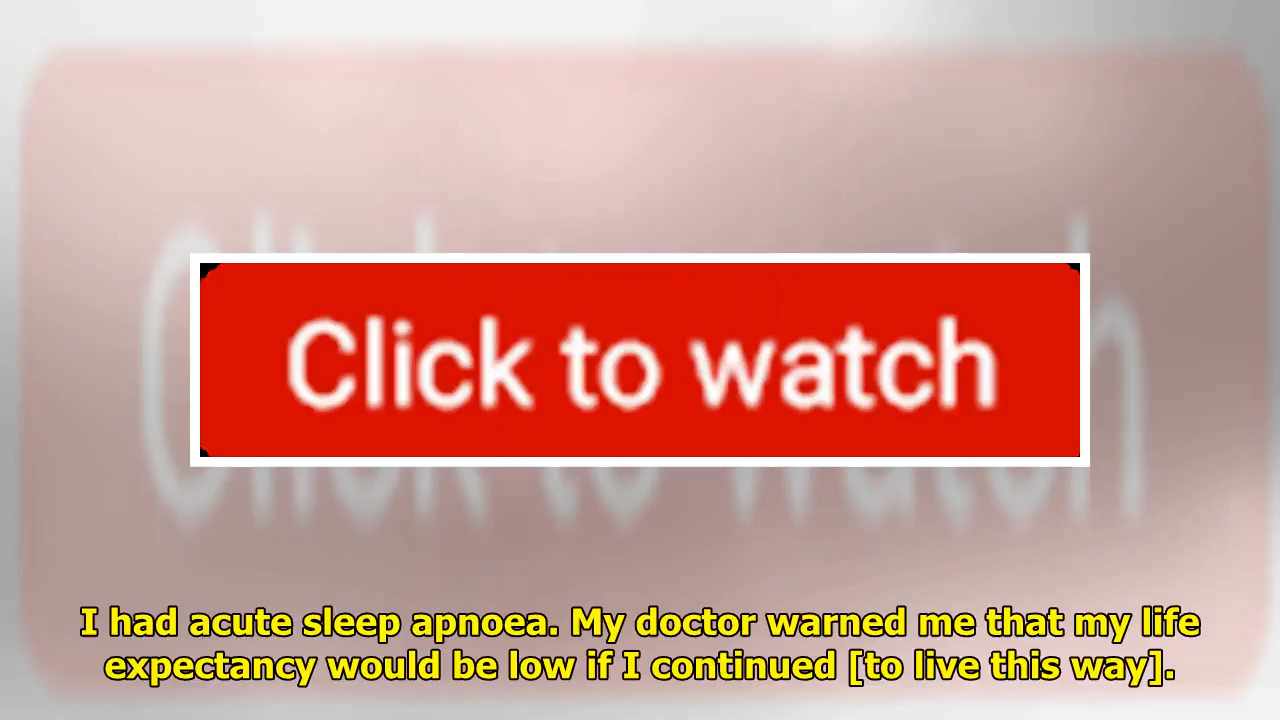 Click to watch
I had acute sleep apnoea. My doctor warned me that my life
expectancy would be low if I continued [to live this way].